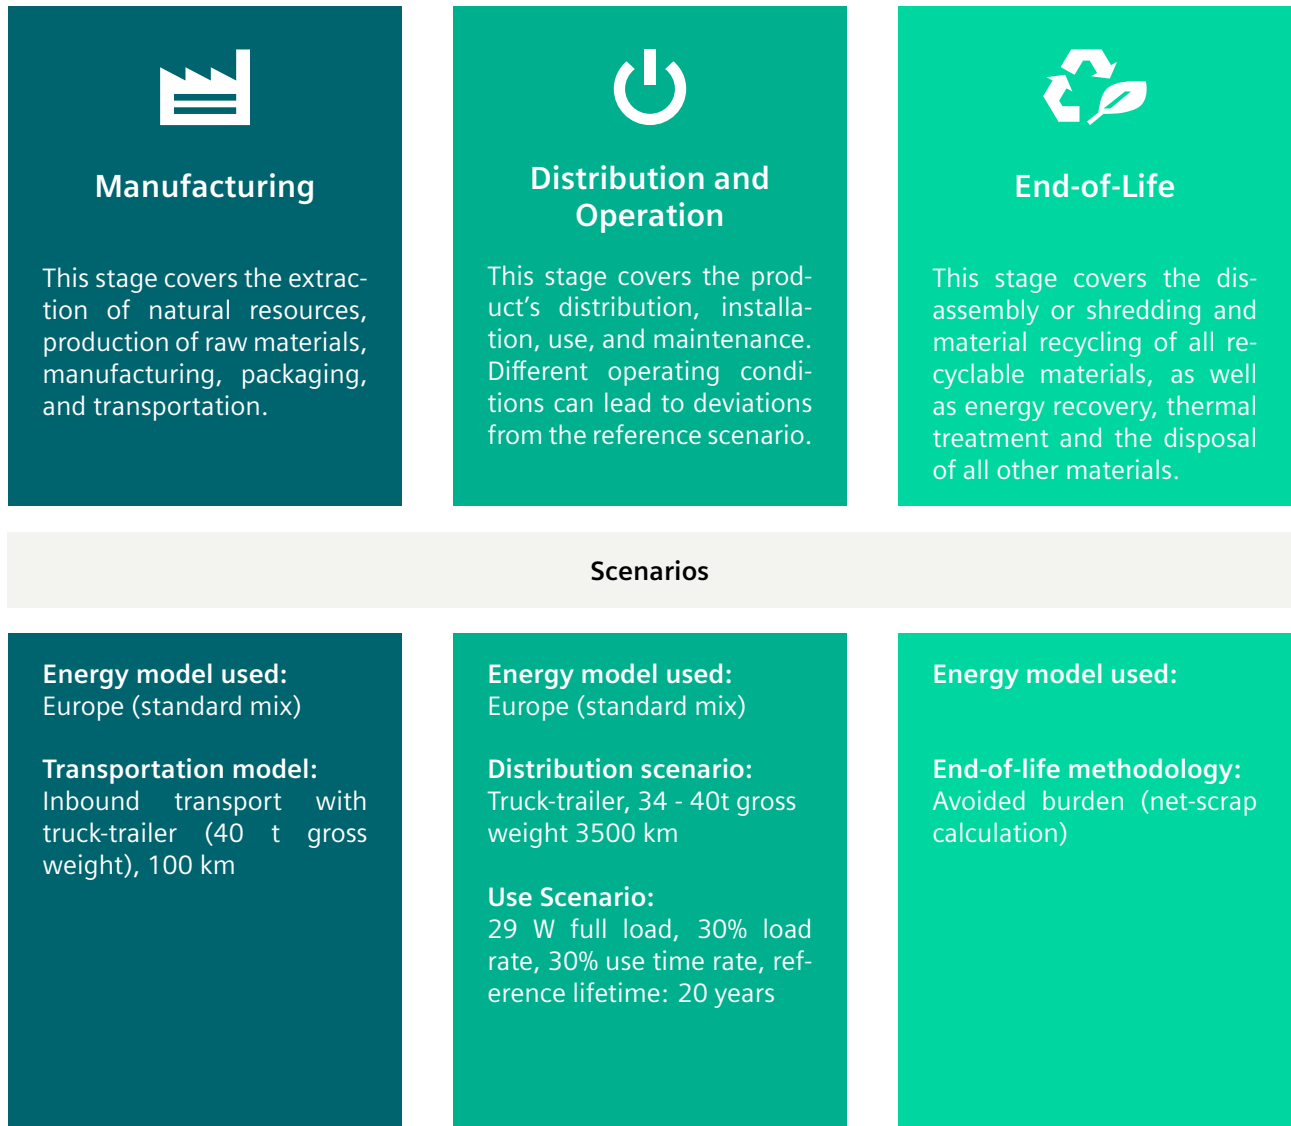 Manufacturing
This stage covers the extrac-
tion of natural resources,
production of raw materials,
manufacturing, packaging,
and transportation.
Distribution and
Operation
This stage covers the prod-
uct's distribution, installa-
tion, use, and maintenance.
Different operating condi-
tions can lead to deviations
from the reference scenario.
End-of-Life
This stage covers the dis-
assembly or shredding and
material recycling of all re-
cyclable materials, as well
as energy recovery, thermal
treatment and the disposal
of all other materials.
Scenarios
Energy model used:
Europe (standard mix)
Transportation model:
Inbound transport with
truck-trailer (40 t gross
weight), 100 km
Energy model used:
Europe (standard mix)
Distribution scenario:
Truck-trailer, 34 - 40t gross
weight 3500 km
Use Scenario:
29 W full load, 30% load
rate, 30% use time rate, ref-
erence lifetime: 20 years
Energy model used:
End-of-life methodology:
Avoided burden (net-scrap
calculation)